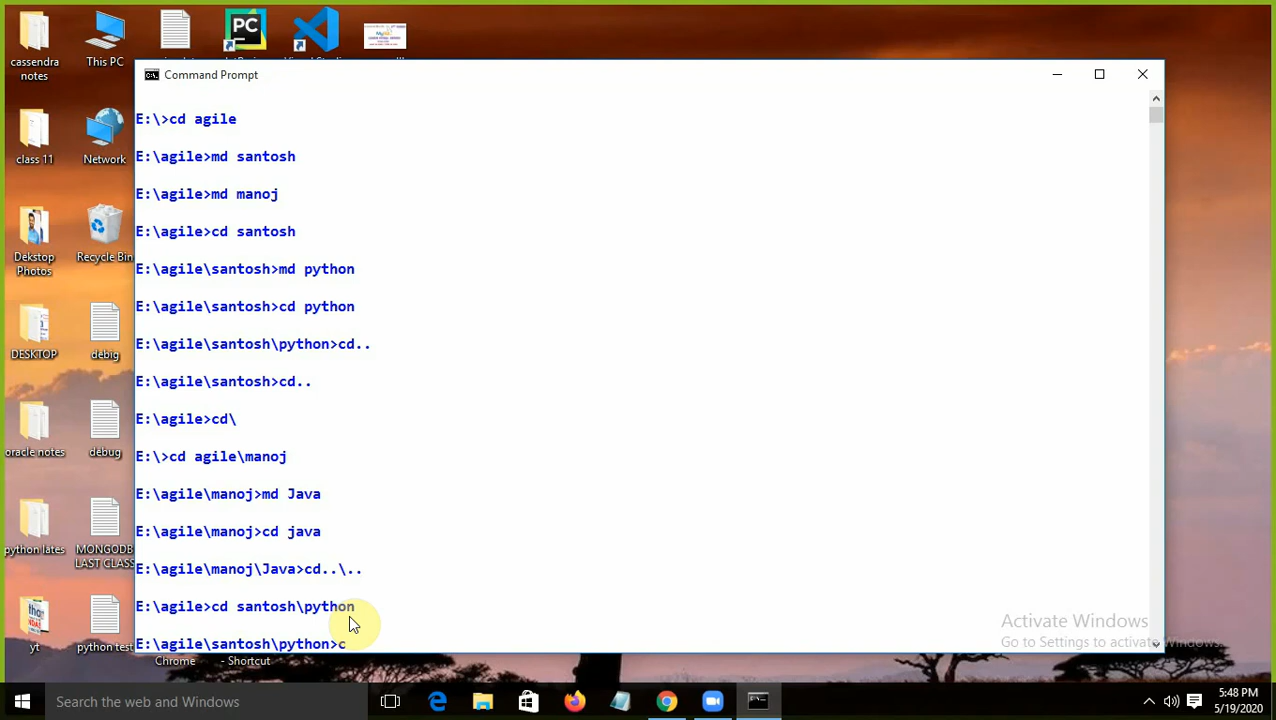 cassendra
notes
This PC
PC
class 11
Network
Dekstop
Photos
Recycle Bin
DESKTOP
debig
oracle notes
debug
python lates
MONGODB
LAST CLASS
yt
python test
Chrome
- Shortcut
Command Prompt
E:\>cd agile
E:\agile>md santosh
E:\agile>md manoj
E:\agile>cd santosh
E:\agile\santosh>md python
E:\agile\santosh>cd python
E:\agile\santosh\python>cd..
E:\agile\santosh>cd..
E:\agile>cd\
E:\>cd agile\manoj
E:\agile\manoj>md Java
E:\agile\manoj>cd java
E:\agile\manoj\Java>cd..\..
E:\agile>cd santosh\python
E:\agile\santosh\python>c
Activate Windows
Go to Settings to activate Windows.
Search the web and Windows
5:48 PM
5/19/2020